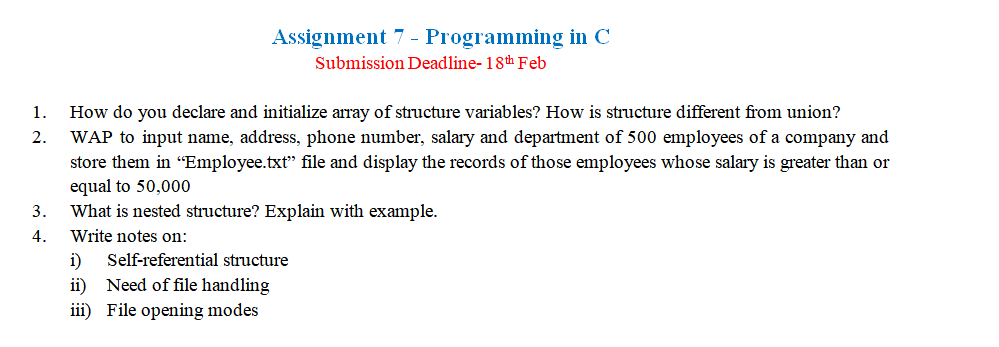 Assignment 7 - Programming in C
Submission Deadline- 18th Feb
1. How do you declare and initialize array of structure variables? How is structure different from union?
2. WAP to input name, address, phone number, salary and department of 500 employees of a company and
store them in “Employee.txt” file and display the records of those employees whose salary is greater than or
equal to 50,000
3. What is nested structure? Explain with example.
4. Write notes on:
i) Self-referential structure
ii) Need of file handling
iii) File opening modes